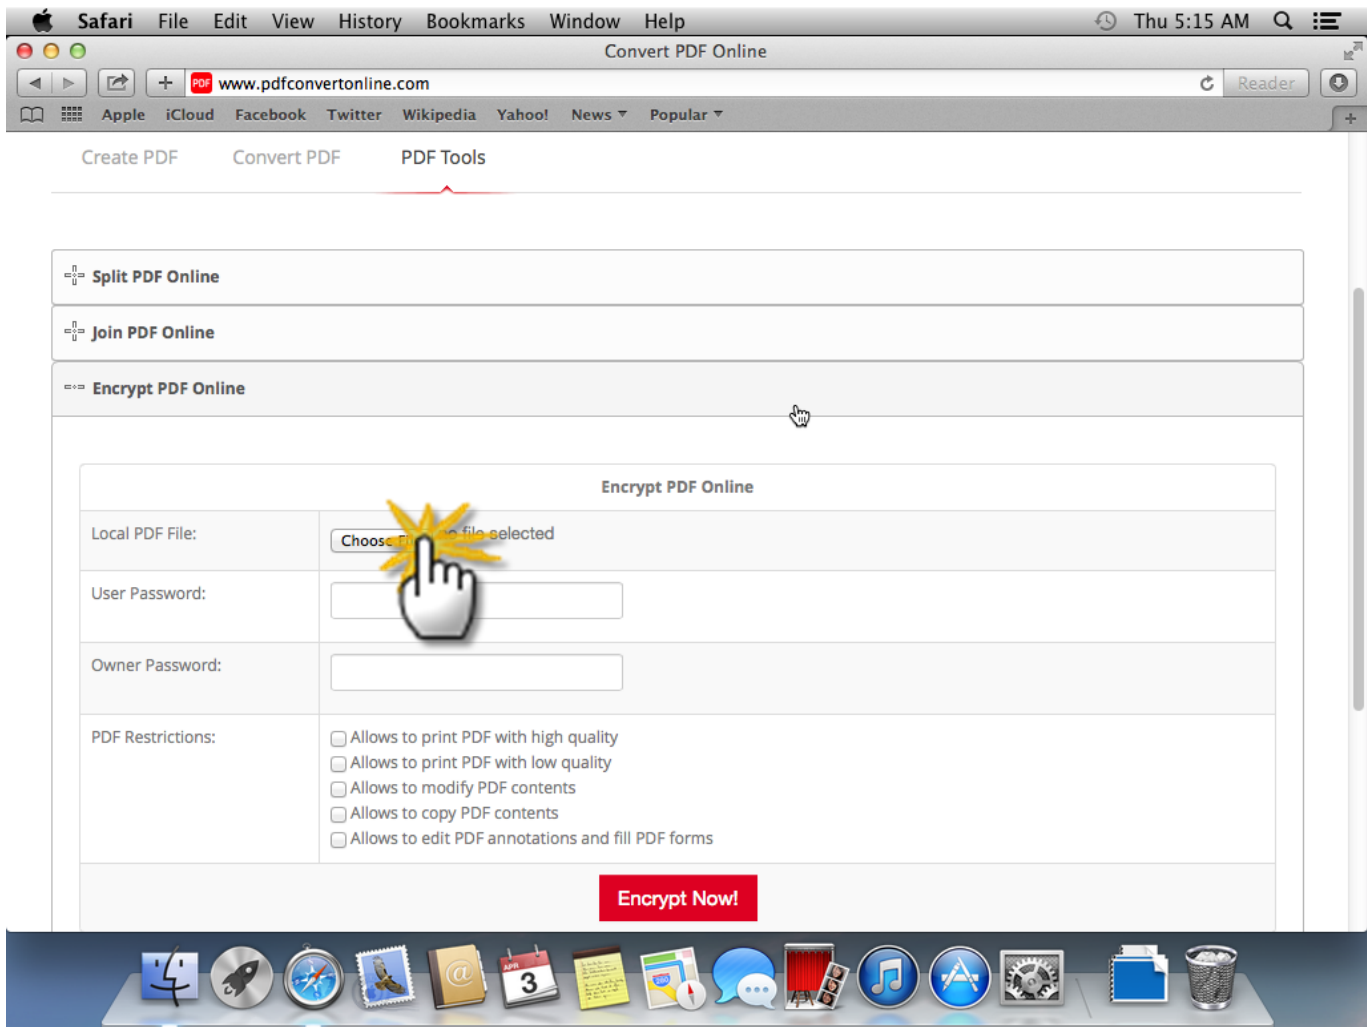 Safari File Edit View History Bookmarks Window Help Thu 5:15 AM
Convert PDF Online
PDF www.pdfconvertonline.com Reader
Apple iCloud Facebook Twitter Wikipedia Yahoo! News Popular
Create PDF Convert PDF PDF Tools
Split PDF Online
Join PDF Online
Encrypt PDF Online
Encrypt PDF Online
Local PDF File: Choose file selected
User Password:
Owner Password:
PDF Restrictions: Allows to print PDF with high quality
Allows to print PDF with low quality
Allows to modify PDF contents
Allows to copy PDF contents
Allows to edit PDF annotations and fill PDF forms
Encrypt Now!
APR
3
280